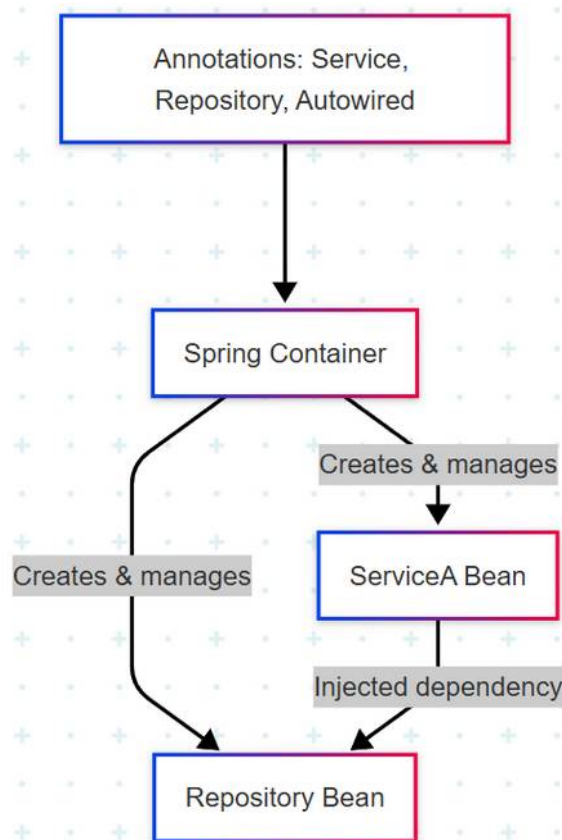 Annotations: Service,
Repository, Autowired
Spring Container
Creates & manages
ServiceA Bean
Creates & manages
Injected dependency
Repository Bean